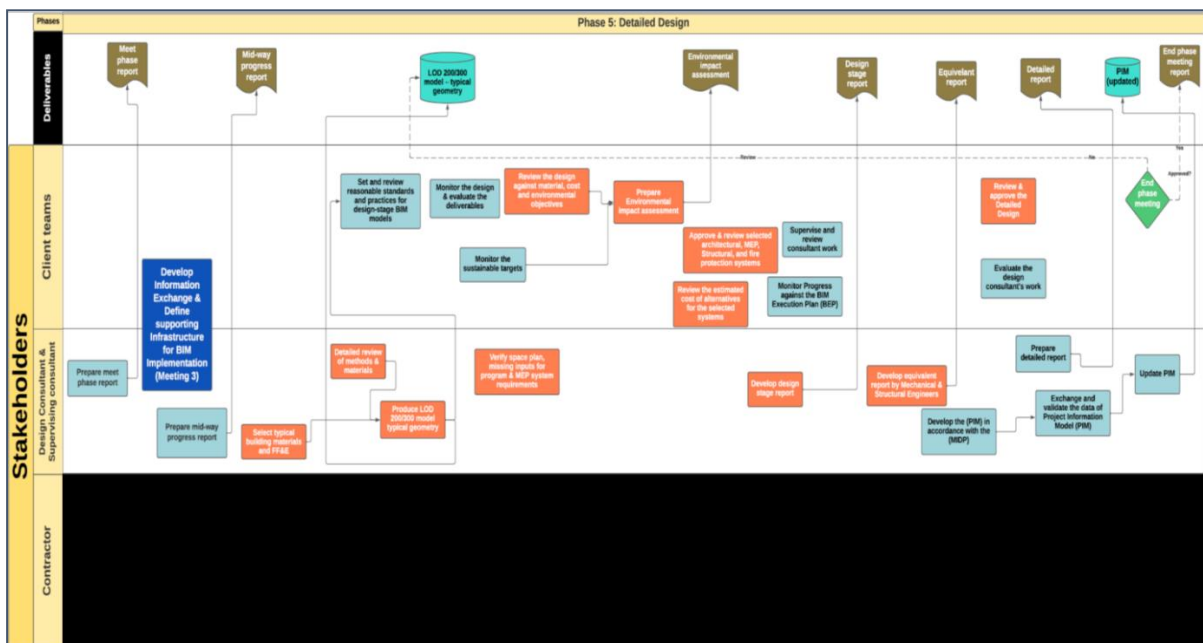 Phases
Phase 5: Detailed Design
Deliverables
Meet
phase
report
Mid-way
progress
report
LOD 200/300
model – typical
geometry
Environmental
impact
assessment
Design
stage
report
Equivelant
report
Detailed
report
PIM
(updated)
End phase
meeting
report
Stakeholders
Client teams
Set and review
reasonable standards
and practices for
design-stage BIM
models
Monitor the design
& evaluate the
deliverables
Review the design
against material, cost
and environmental
objectives
Prepare
Environmental
Impact assessment
Monitor the
sustainable targets
Approve & review selected
architectural, MEP,
Structural, and fire
protection systems
Supervise and
review
consultant work
Review the estimated
cost of alternatives
for the selected
systems
Monitor Progress
against the BIM
Execution Plan (BEP)
Review &
approve the
Detailed
Design
Evaluate the
design
consultant's work
Review
No
Yes
Approved?
End
phase
meeting
Develop
Information
Exchange &
Define
supporting
Infrastructure
for BIM
Implementation
(Meeting 3)
Design Consultant &
Supervising consultant
Prepare meet
phase report
Prepare mid-way
progress report
Detailed review
of methods &
materials
Select typical
building materials
and FF&E
Produce LOD
200/300 model
typical geometry
Verify space plan,
missing inputs for
program & MEP system
requirements
Develop design
stage report
Develop equivalent
report by Mechanical &
Structural Engineers
Develop the (PIM) in
accordance with the
(MIDP)
Prepare
detailed report
Exchange and
validate the data of
Project Information
Model (PIM)
Update PIM
Contractor